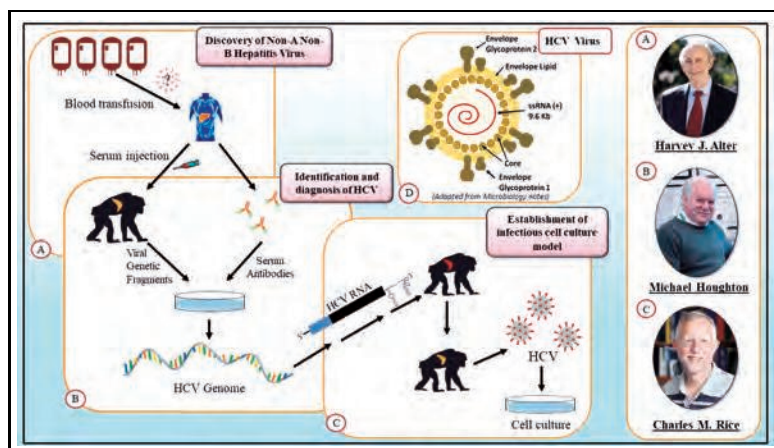 Discovery of Non-A Non-
B Hepatitis Virus
Blood transfusion
?
Serum injection
A
Identification and
diagnosis of HCV
Viral
Genetic
Fragments
Serum
Antibodies
HCV Genome
B
HCV Virus
Envelope
Glycoprotein 2
Envelope Lipid
ssRNA (+)
9.6 Kb
Core
Envelope
Glycoprotein 1
D
(Adapted from Microbiology notes)
Establishment of
infectious cell culture
model
HCV RNA
HCV
Cell culture
C
A
Harvey J. Alter
B
Michael Houghton
C
Charles M. Rice